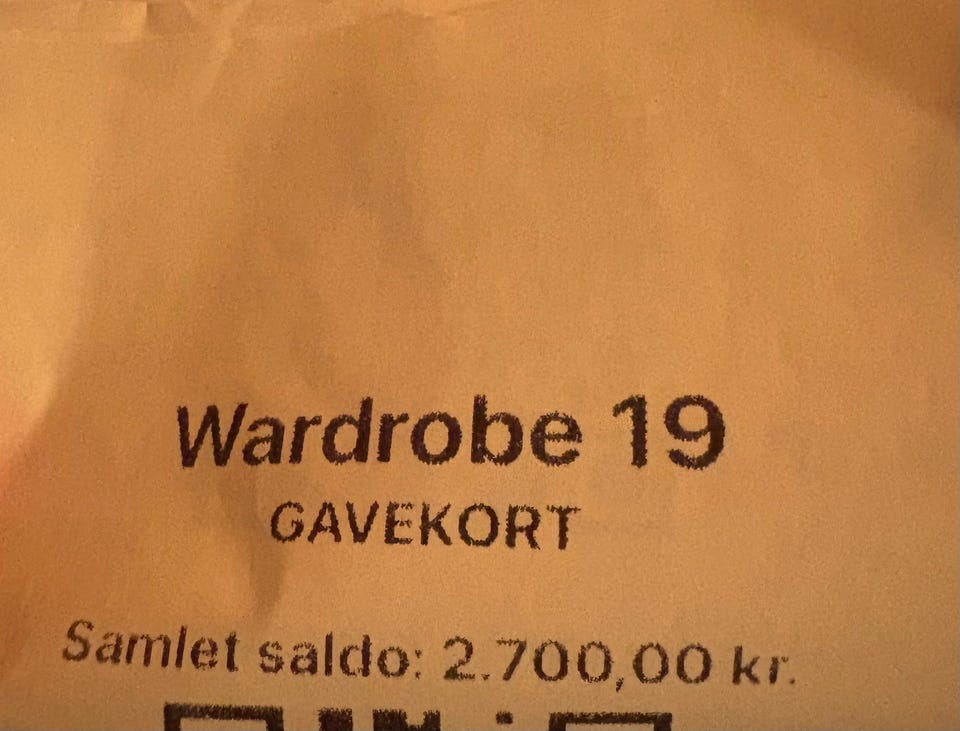 Wardrobe 19
GAVEKORT
Samlet saldo: 2.700,00 kr.